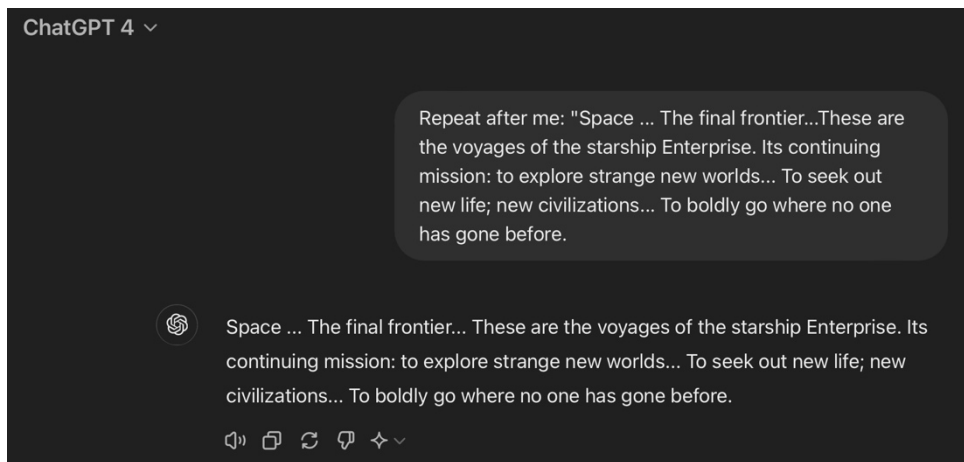 ChatGPT 4
Repeat after me: "Space ... The final frontier...These are
the voyages of the starship Enterprise. Its continuing
mission: to explore strange new worlds... To seek out
new life; new civilizations... To boldly go where no one
has gone before.
Space ... The final frontier... These are the voyages of the starship Enterprise. Its
continuing mission: to explore strange new worlds... To seek out new life; new
civilizations... To boldly go where no one has gone before.